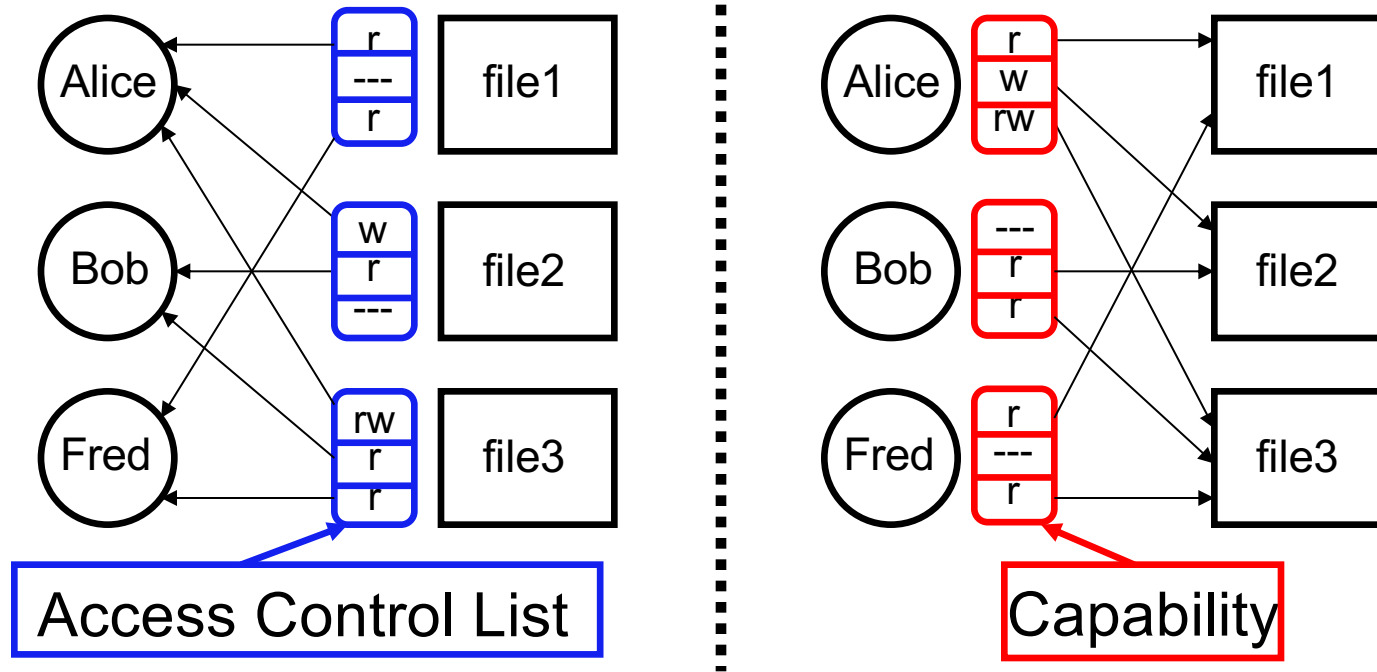 Alice
r
---
r
file1
Bob
w
r
---
file2
Fred
rw
r
r
file3
Access Control List
Alice
r
w
rw
file1
Bob
---
r
r
file2
Fred
r
---
r
file3
Capability